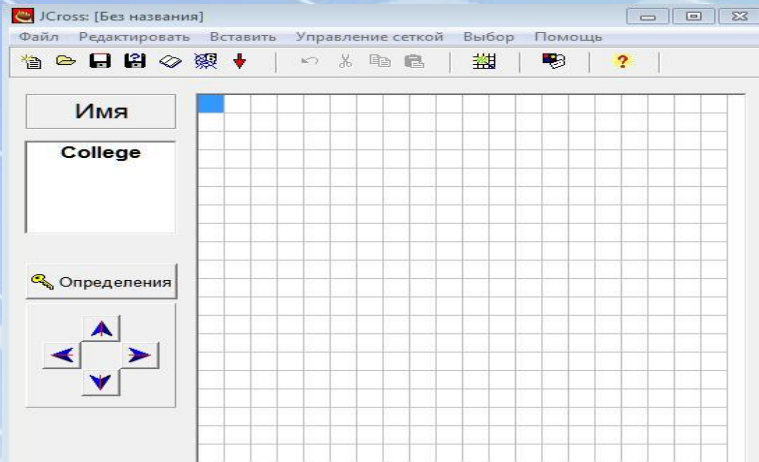 JCross: [Без названия]
Файл Редактировать Вставить Управление сеткой Выбор Помощь
?
Имя
College
Определения